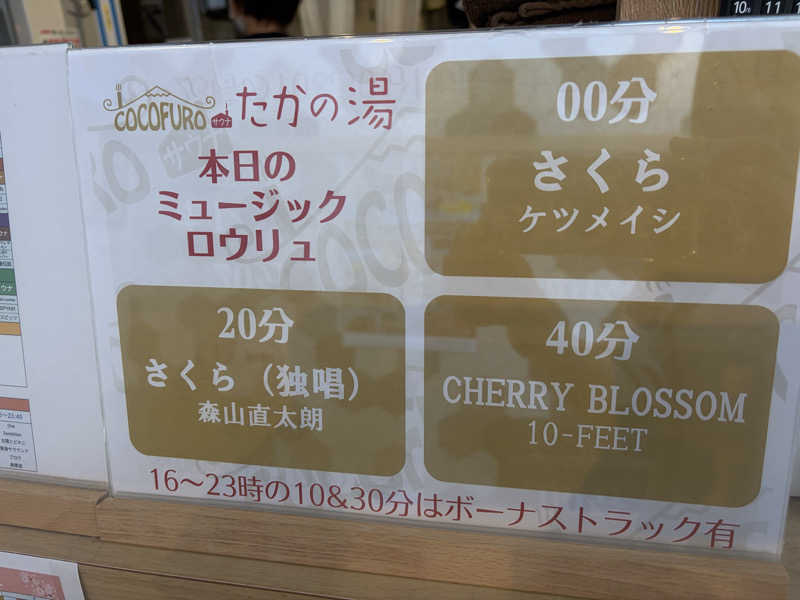 COCOFURO サウナ たかの湯
本日の
ミュージック
ロウリュ
00分
さくら
ケツメイシ
20分
さくら（独唱）
森山直太朗
40分
CHERRY BLOSSOM
10-FEET
16～23時の10&30分はボーナストラック有